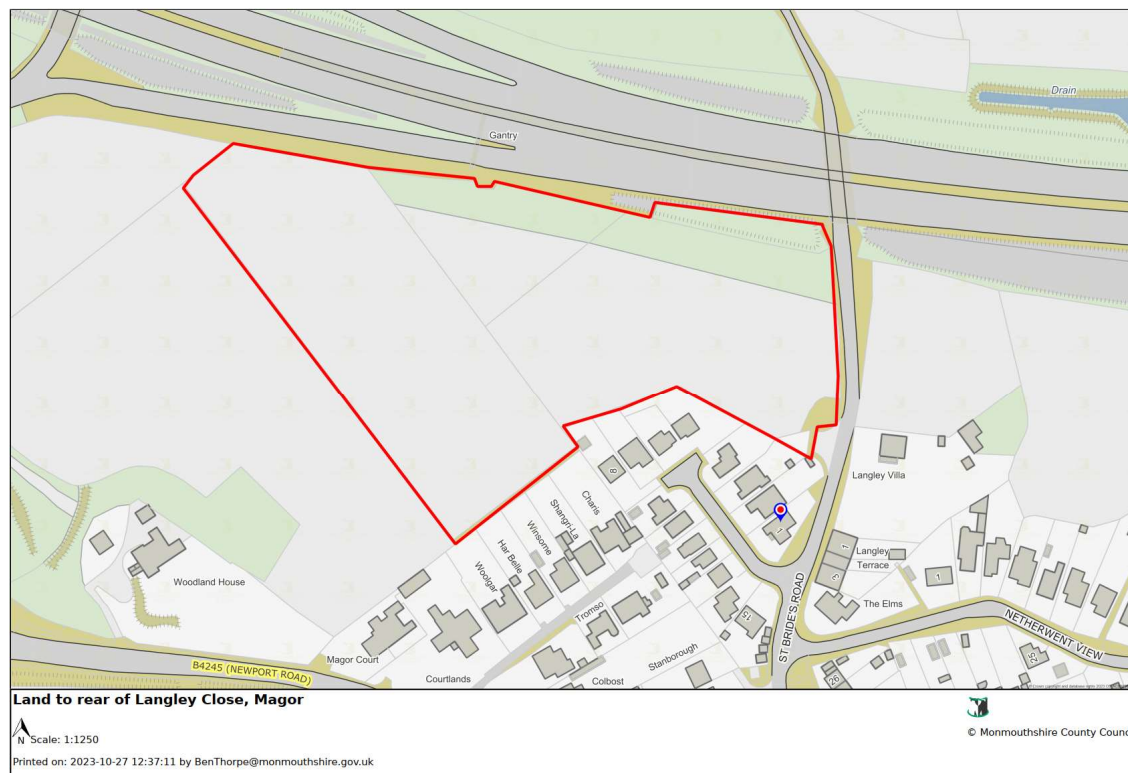 Drain
Gantry
8
Charis
Shangri-La
Winsome
Har Belle
Woolgar
1
Langley Villa
1
Langley
Terrace
3
1
The Elms
Woodland House
Tromso
15
ST BRIDE'S ROAD
NETHERWENT VIEW
Stanborough
Magor Court
B4245 (NEWPORT ROAD)
Courtlands
Colbost
26
25
Land to rear of Langley Close, Magor
N Scale: 1:1250
© Monmouthshire County Counc
Printed on: 2023-10-27 12:37:11 by BenThorpe@monmouthshire.gov.uk